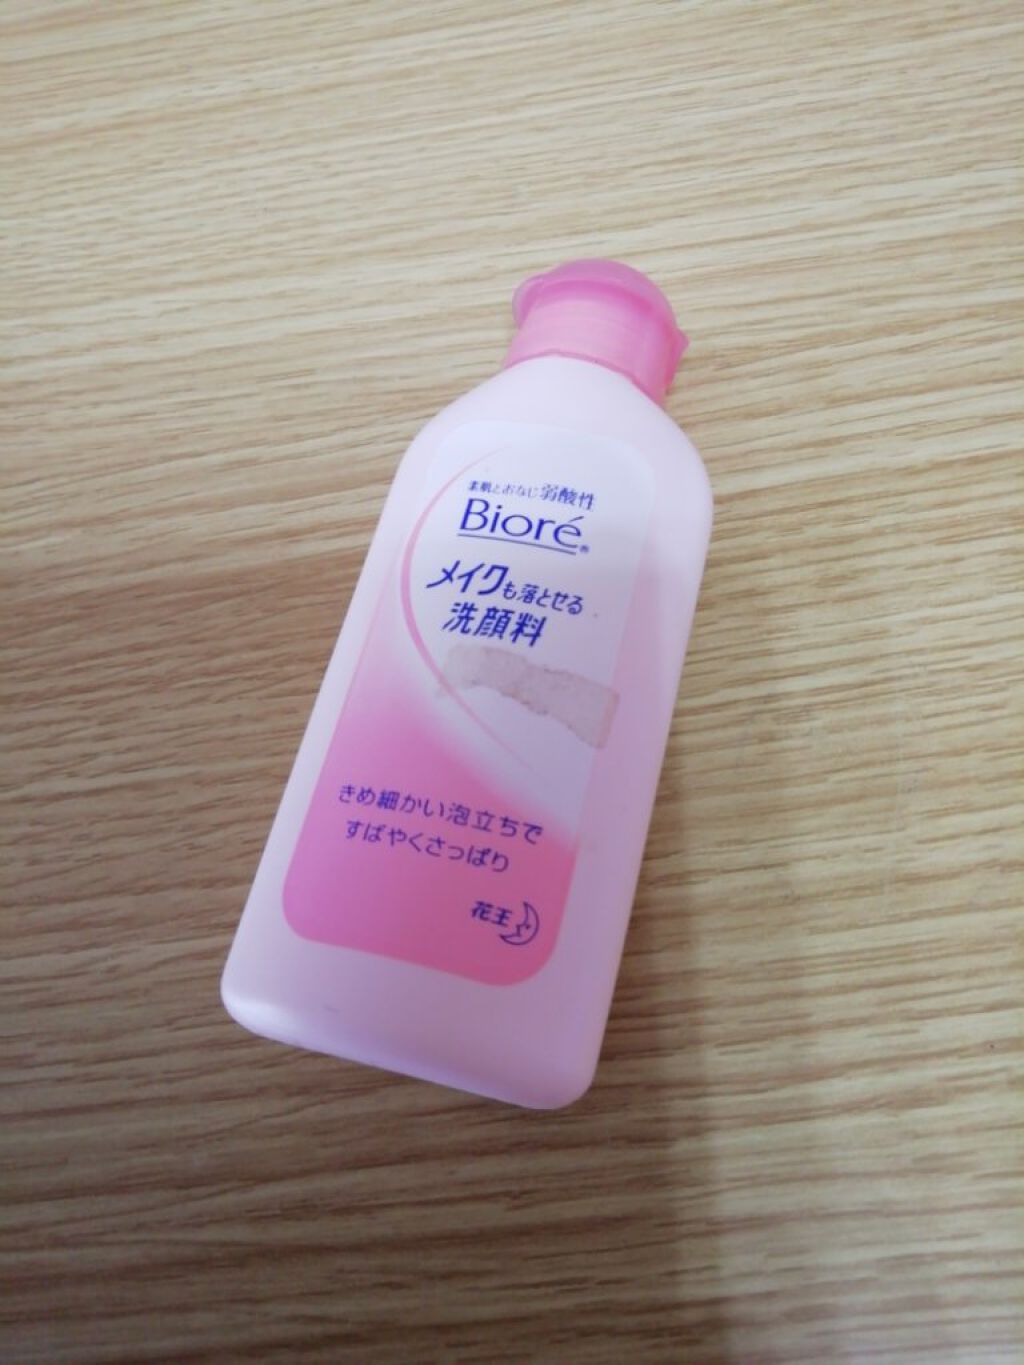 素肌とおなじ弱酸性
Bioré®
メイクも落とせる
洗顔料
きめ細かい泡立ちで
すばやくさっぱり
花王